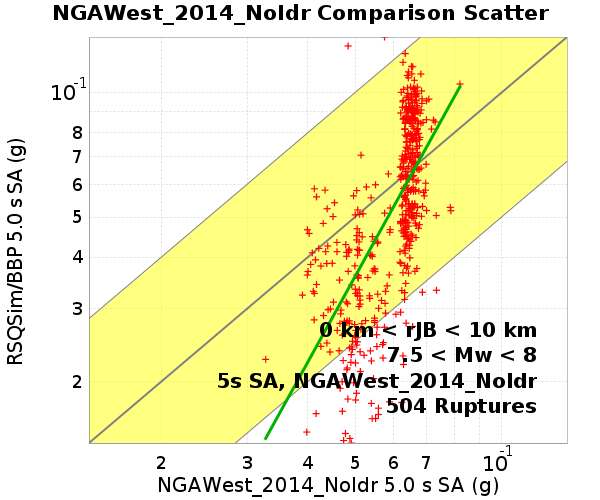 NGAWest_2014_NoIdr Comparison Scatter
10-1
8
7
6
5
4
3
2
RSQSim/BBP 5.0 s SA (g)
0 km < rJB < 10 km
7.5 < Mw < 8
5s SA, NGAWest_2014_NoIdr
504 Ruptures
2 3 4 5 6 7 10-1
NGAWest_2014_NoIdr 5.0 s SA (g)